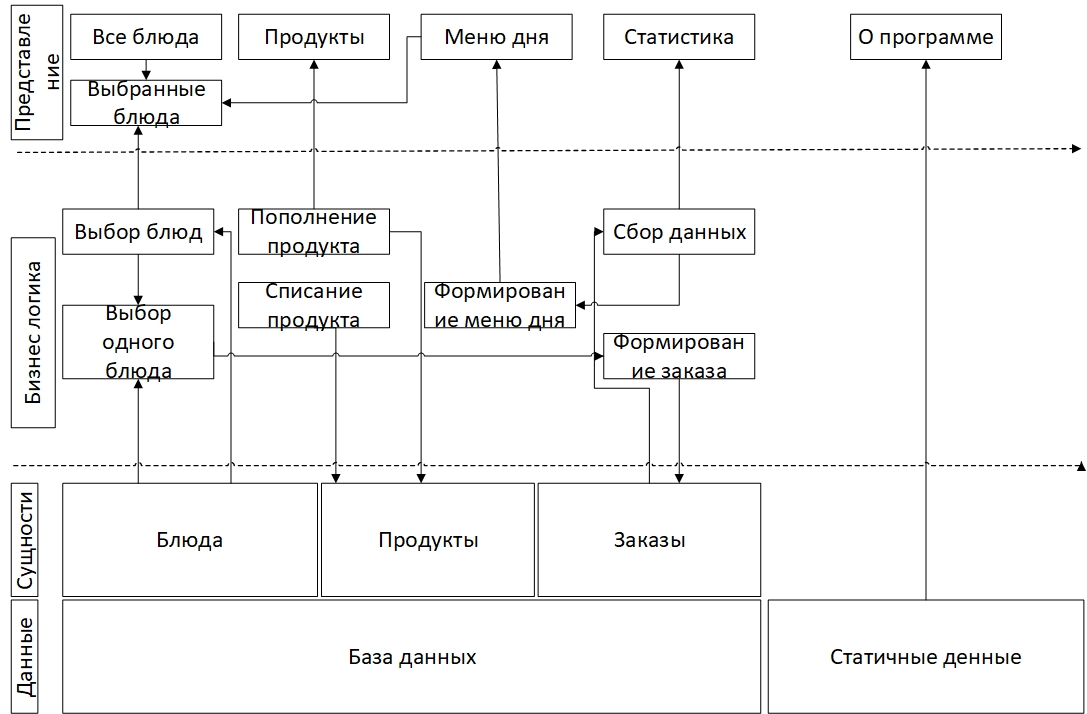 Представле
ние
Все блюда
Продукты
Меню дня
Статистика
О программе
Выбранные
блюда
Бизнес логика
Выбор блюд
Пополнение
продукта
Сбор данных
Списание
продукта
Формирован
ие меню дня
Выбор
одного
блюда
Формирован
ие заказа
Сущности
Блюда
Продукты
Заказы
Данные
База данных
Статичные денные